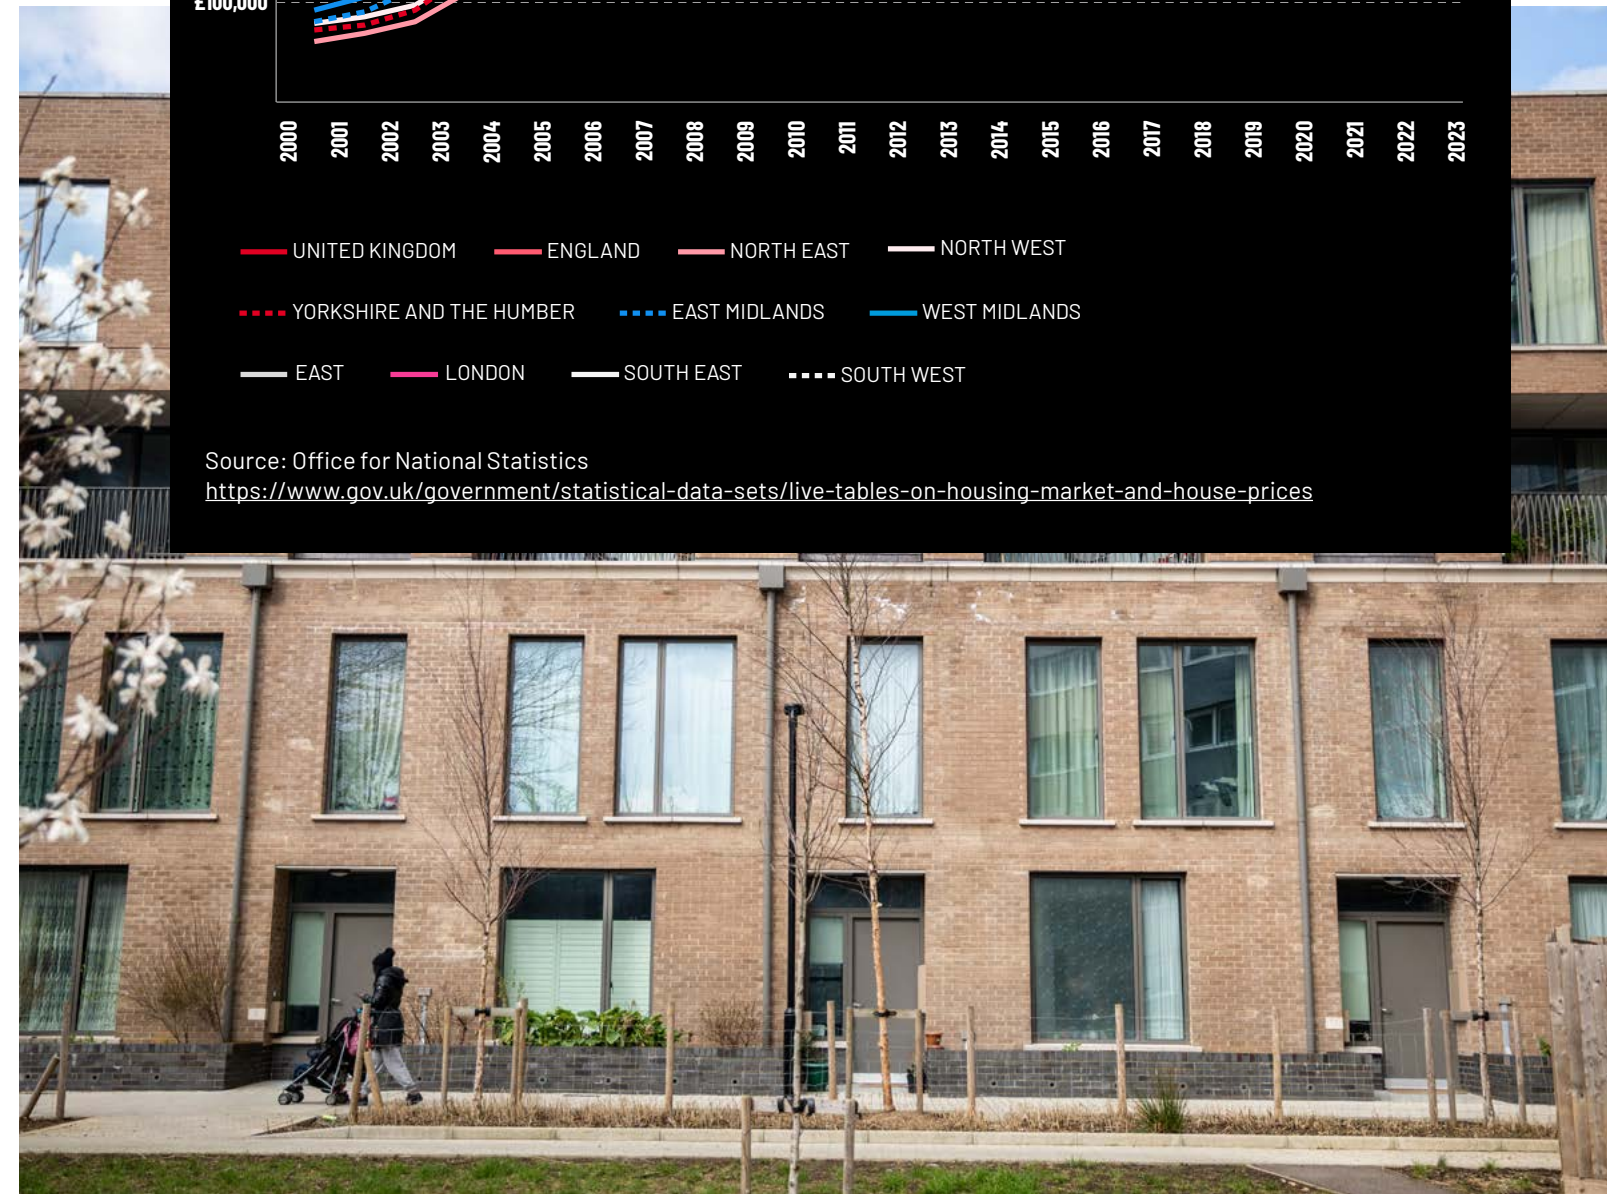 £100,000
2000 2001 2002 2003 2004 2005 2006 2007 2008 2009 2010 2011 2012 2013 2014 2015 2016 2017 2018 2019 2020 2021 2022 2023
UNITED KINGDOM ENGLAND NORTH EAST NORTH WEST
YORKSHIRE AND THE HUMBER EAST MIDLANDS WEST MIDLANDS
EAST LONDON SOUTH EAST SOUTH WEST
Source: Office for National Statistics
https://www.gov.uk/government/statistical-data-sets/live-tables-on-housing-market-and-house-prices